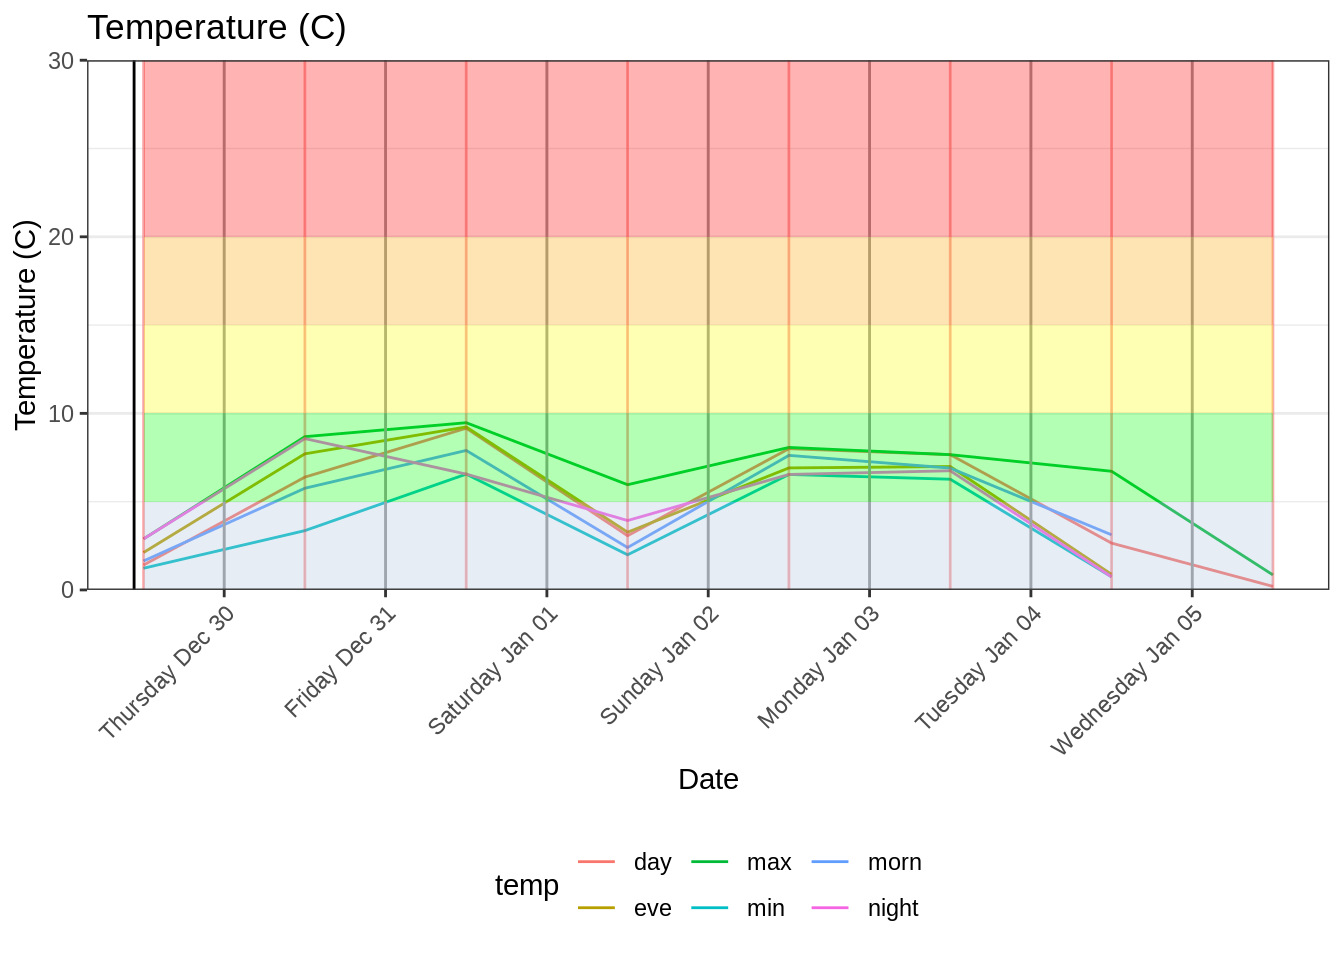 Temperature (C)
Temperature (C)
30
20
10
0
Thursday Dec 30
Friday Dec 31
Saturday Jan 01
Sunday Jan 02
Monday Jan 03
Tuesday Jan 04
Wednesday Jan 05
Date
temp
day
max
morn
eve
min
night